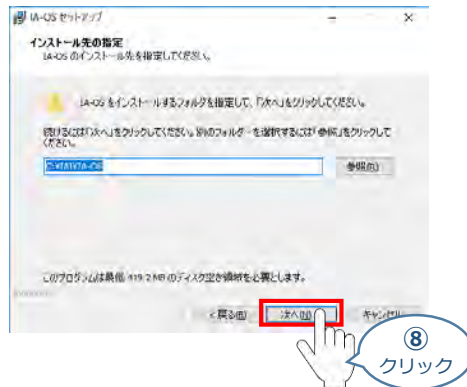 IA-OS セットアップ
インストール先の指定
IA-OS のインストール先を指定してください。
IA-OS をインストールするフォルダを指定して、「次へ」をクリックしてください。
続けるには「次へ」をクリックしてください。別のフォルダーを選択するには「参照」をクリックして
ください。
C:¥IAI¥IA-OS
参照(R)
このプログラムは最低 419.2 MB のディスク空き領域を必要とします。
< 戻る(B)
次へ(N)
キャンセル
⑧
クリック